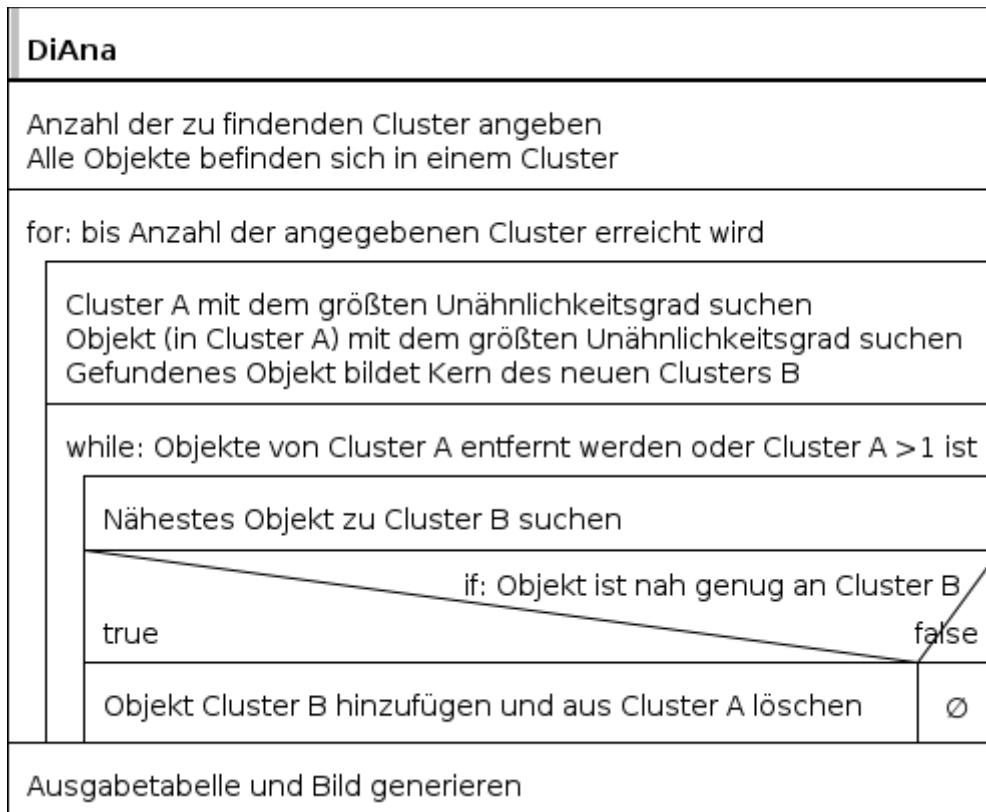 DiAna
Anzahl der zu findenden Cluster angeben
Alle Objekte befinden sich in einem Cluster
for: bis Anzahl der angegebenen Cluster erreicht wird
Cluster A mit dem größten Unähnlichkeitsgrad suchen
Objekt (in Cluster A) mit dem größten Unähnlichkeitsgrad suchen
Gefundenes Objekt bildet Kern des neuen Clusters B
while: Objekte von Cluster A entfernt werden oder Cluster A >1 ist
Nähestes Objekt zu Cluster B suchen
if: Objekt ist nah genug an Cluster B
true false
Objekt Cluster B hinzufügen und aus Cluster A löschen ∅
Ausgabetabelle und Bild generieren